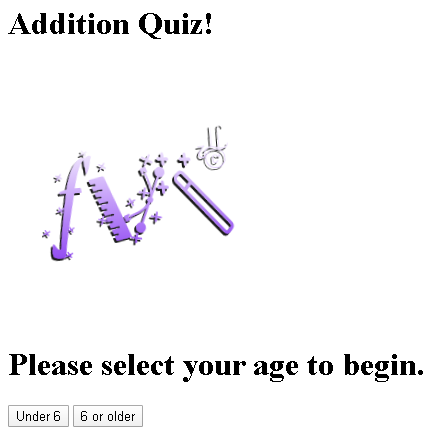 Addition Quiz!
Please select your age to begin.
Under 6
6 or older